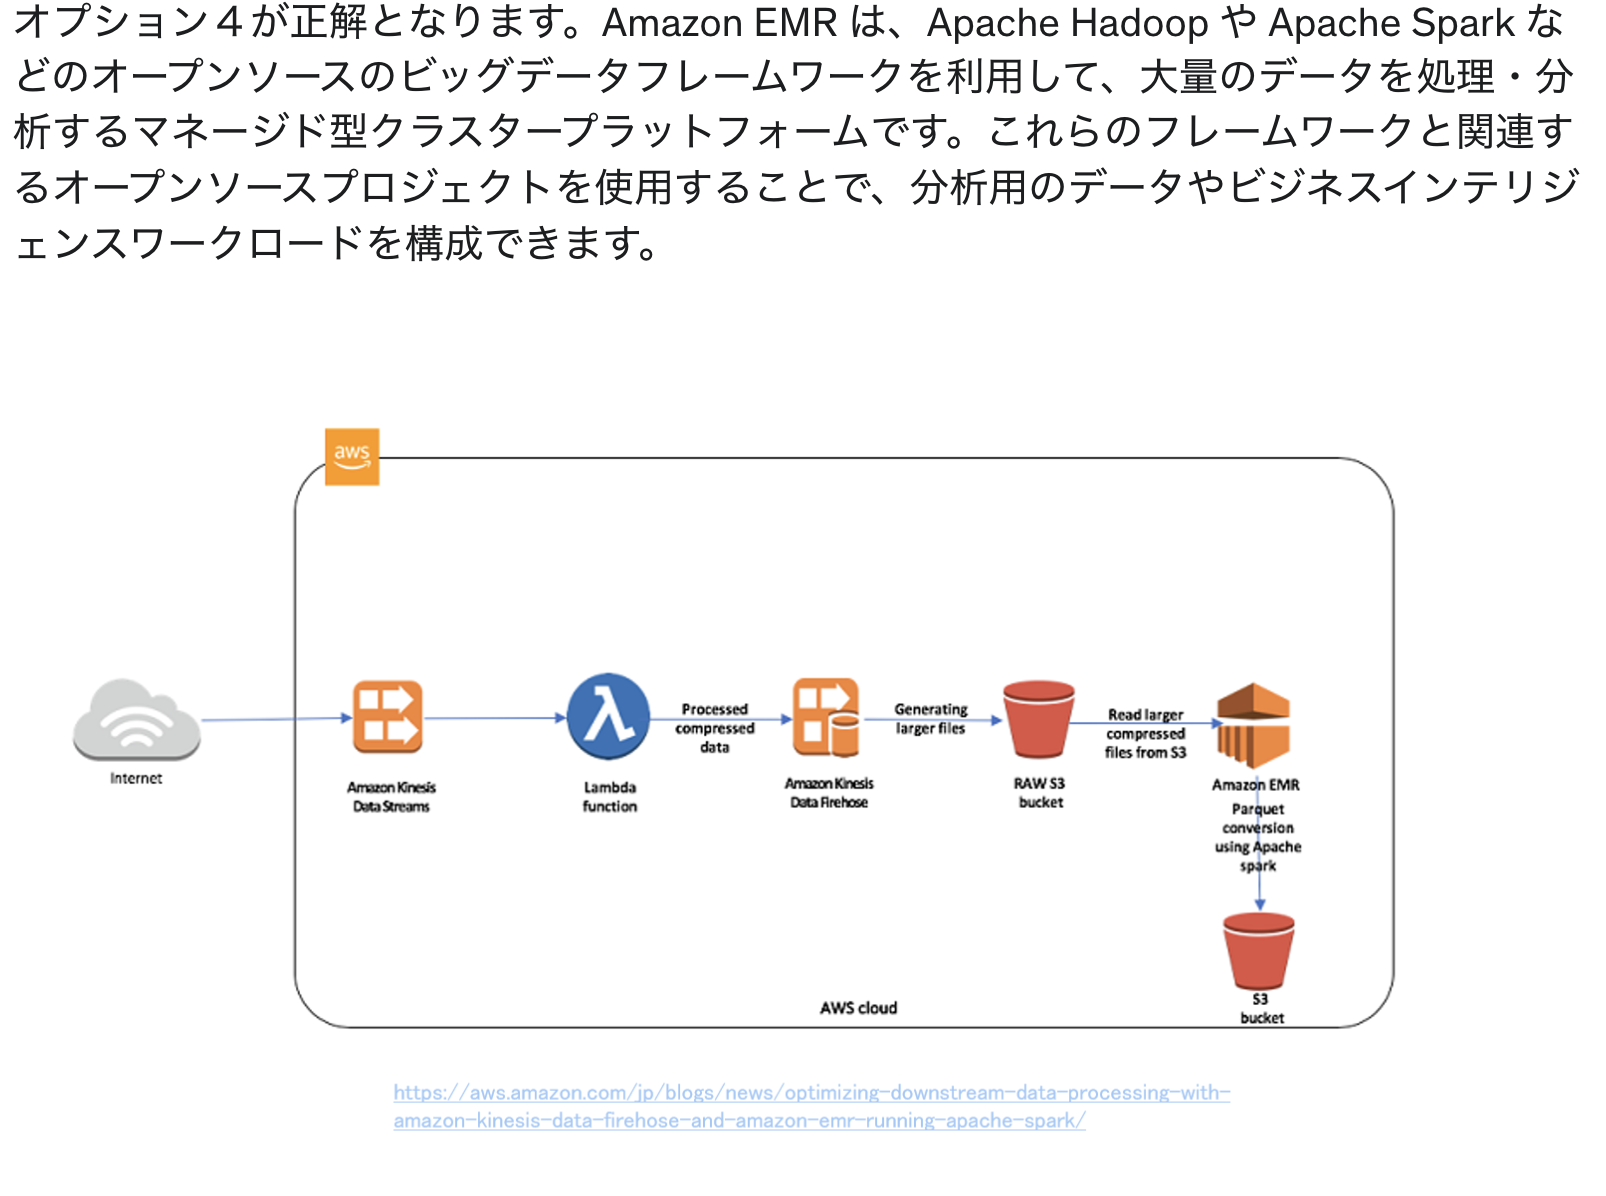 オプション４が正解となります。Amazon EMR は、Apache Hadoop や Apache Spark な
どのオープンソースのビッグデータフレームワークを利用して、大量のデータを処理・分
析するマネージド型クラスタープラットフォームです。これらのフレームワークと関連す
るオープンソースプロジェクトを使用することで、分析用のデータやビジネスインテリジ
ェンスワークロードを構成できます。
aws
Internet
Amazon Kinesis
Data Streams
Lambda
function
Processed
compressed
data
Amazon Kinesis
Data Firehose
Generating
larger files
RAW S3
bucket
Read larger
compressed
files from S3
Amazon EMR
Parquet
conversion
using Apache
spark
S3
bucket
AWS cloud
https://aws.amazon.com/jp/blogs/news/optimizing-downstream-data-processing-with-
amazon-kinesis-data-firehose-and-amazon-emr-running-apache-spark/